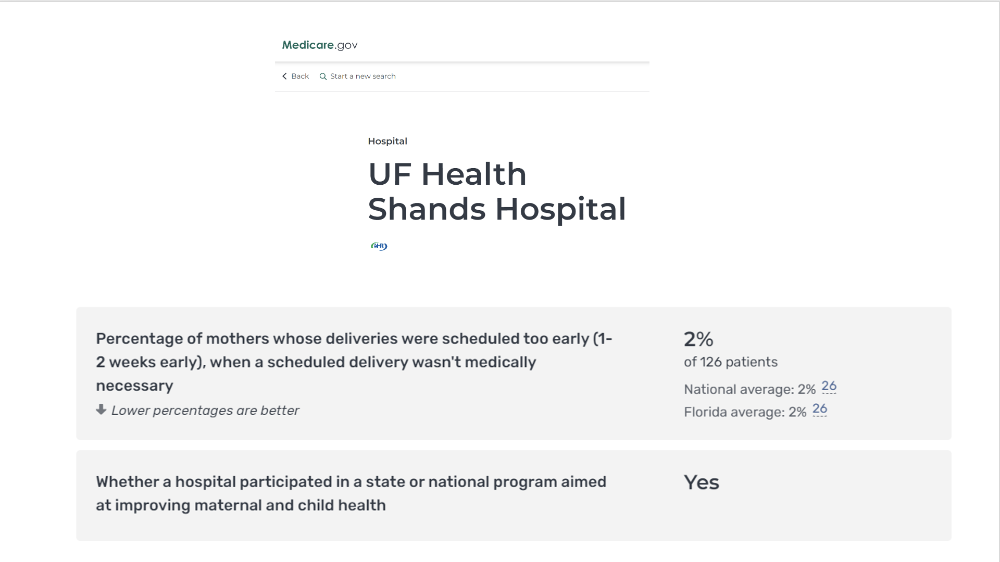 Medicare.gov
Back Start a new search
Hospital
UF Health
Shands Hospital
Percentage of mothers whose deliveries were scheduled too early (1-
2 weeks early), when a scheduled delivery wasn't medically
necessary
Lower percentages are better
2%
of 126 patients
National average: 2% 26
Florida average: 2% 26
Whether a hospital participated in a state or national program aimed
at improving maternal and child health
Yes